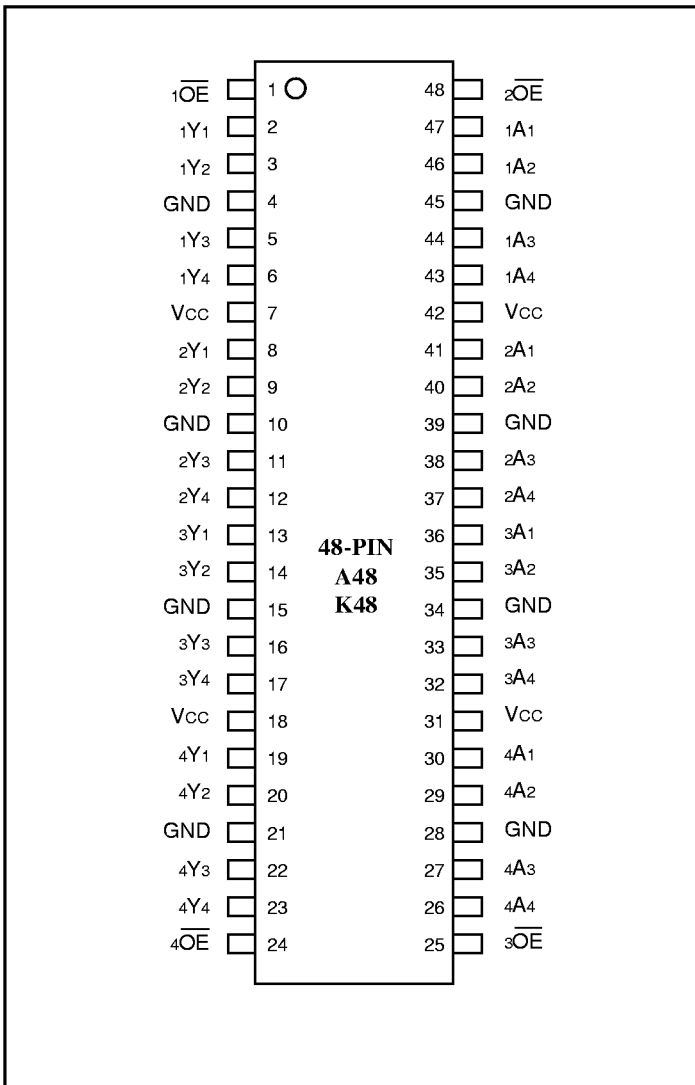 1OE 1 48 2OE
1Y1 2 47 1A1
1Y2 3 46 1A2
GND 4 45 GND
1Y3 5 44 1A3
1Y4 6 43 1A4
VCC 7 42 VCC
2Y1 8 41 2A1
2Y2 9 40 2A2
GND 10 39 GND
2Y3 11 38 2A3
2Y4 12 37 2A4
3Y1 13 36 3A1
48-PIN
3Y2 14 35 3A2
A48
GND 15 34 GND
K48
3Y3 16 33 3A3
3Y4 17 32 3A4
VCC 18 31 VCC
4Y1 19 30 4A1
4Y2 20 29 4A2
GND 21 28 GND
4Y3 22 27 4A3
4Y4 23 26 4A4
4OE 24 25 3OE